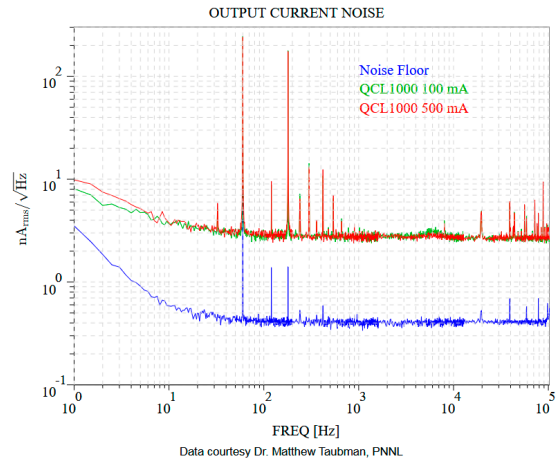 OUTPUT CURRENT NOISE
Noise Floor
QCL1000 100 mA
QCL1000 500 mA
nA_rms/√Hz
10^2
10^1
10^0
10^-1
10^0 10^1 10^2 10^3 10^4 10^5
FREQ [Hz]
Data courtesy Dr. Matthew Taubman, PNNL